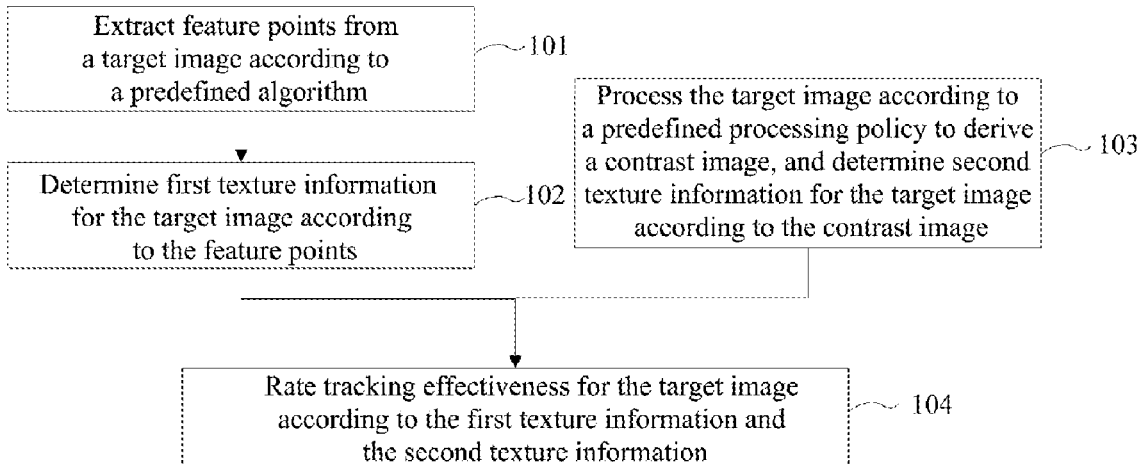 Extract feature points from
a target image according to
a predefined algorithm
101
Determine first texture information
for the target image according
to the feature points
102
Process the target image according to
a predefined processing policy to derive
a contrast image, and determine second
texture information for the target image
according to the contrast image
103
Rate tracking effectiveness for the target image
according to the first texture information and
the second texture information
104